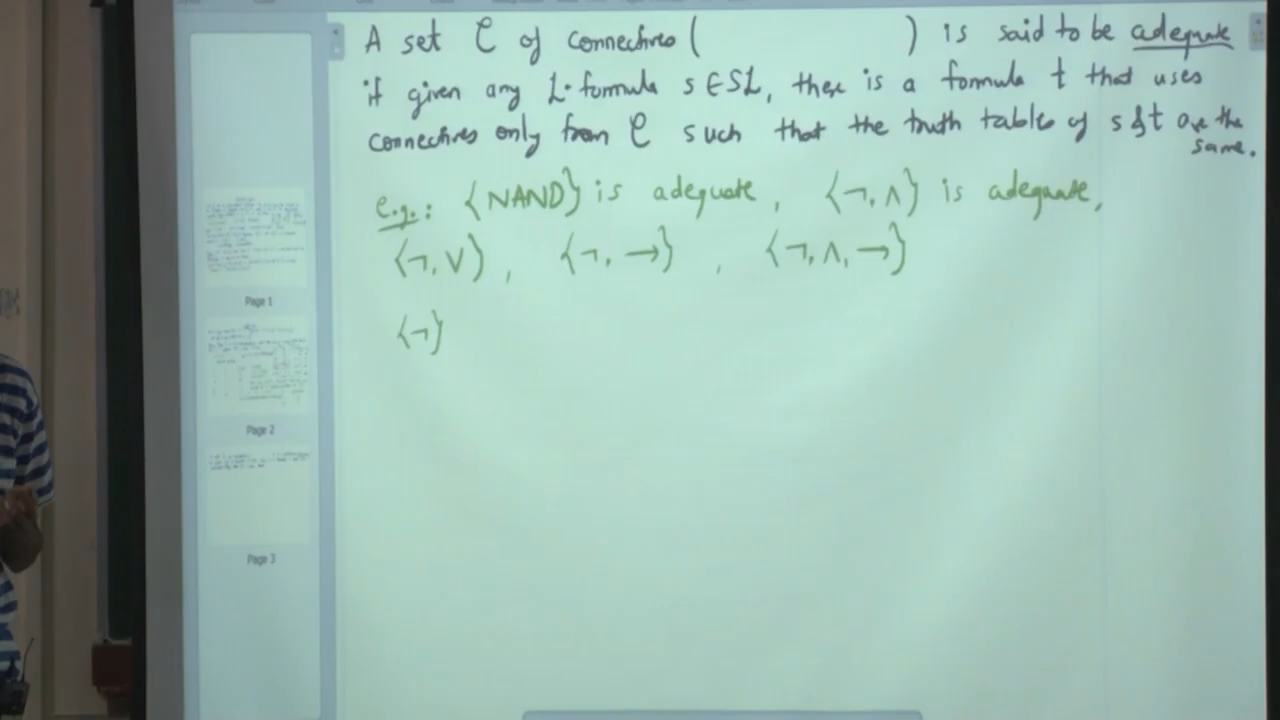 A set C of connectives ( ) is said to be adequate
if given any L-formula s ∈ SL, there is a formula t that uses
connectives only from C such that the truth tables of s & t are the
same.
e.g.: {NAND} is adequate, {¬, ∧} is adequate,
{¬, ∨}, {¬, →}, {¬, ∧, →}
{¬}
Page 1
Page 2
Page 3